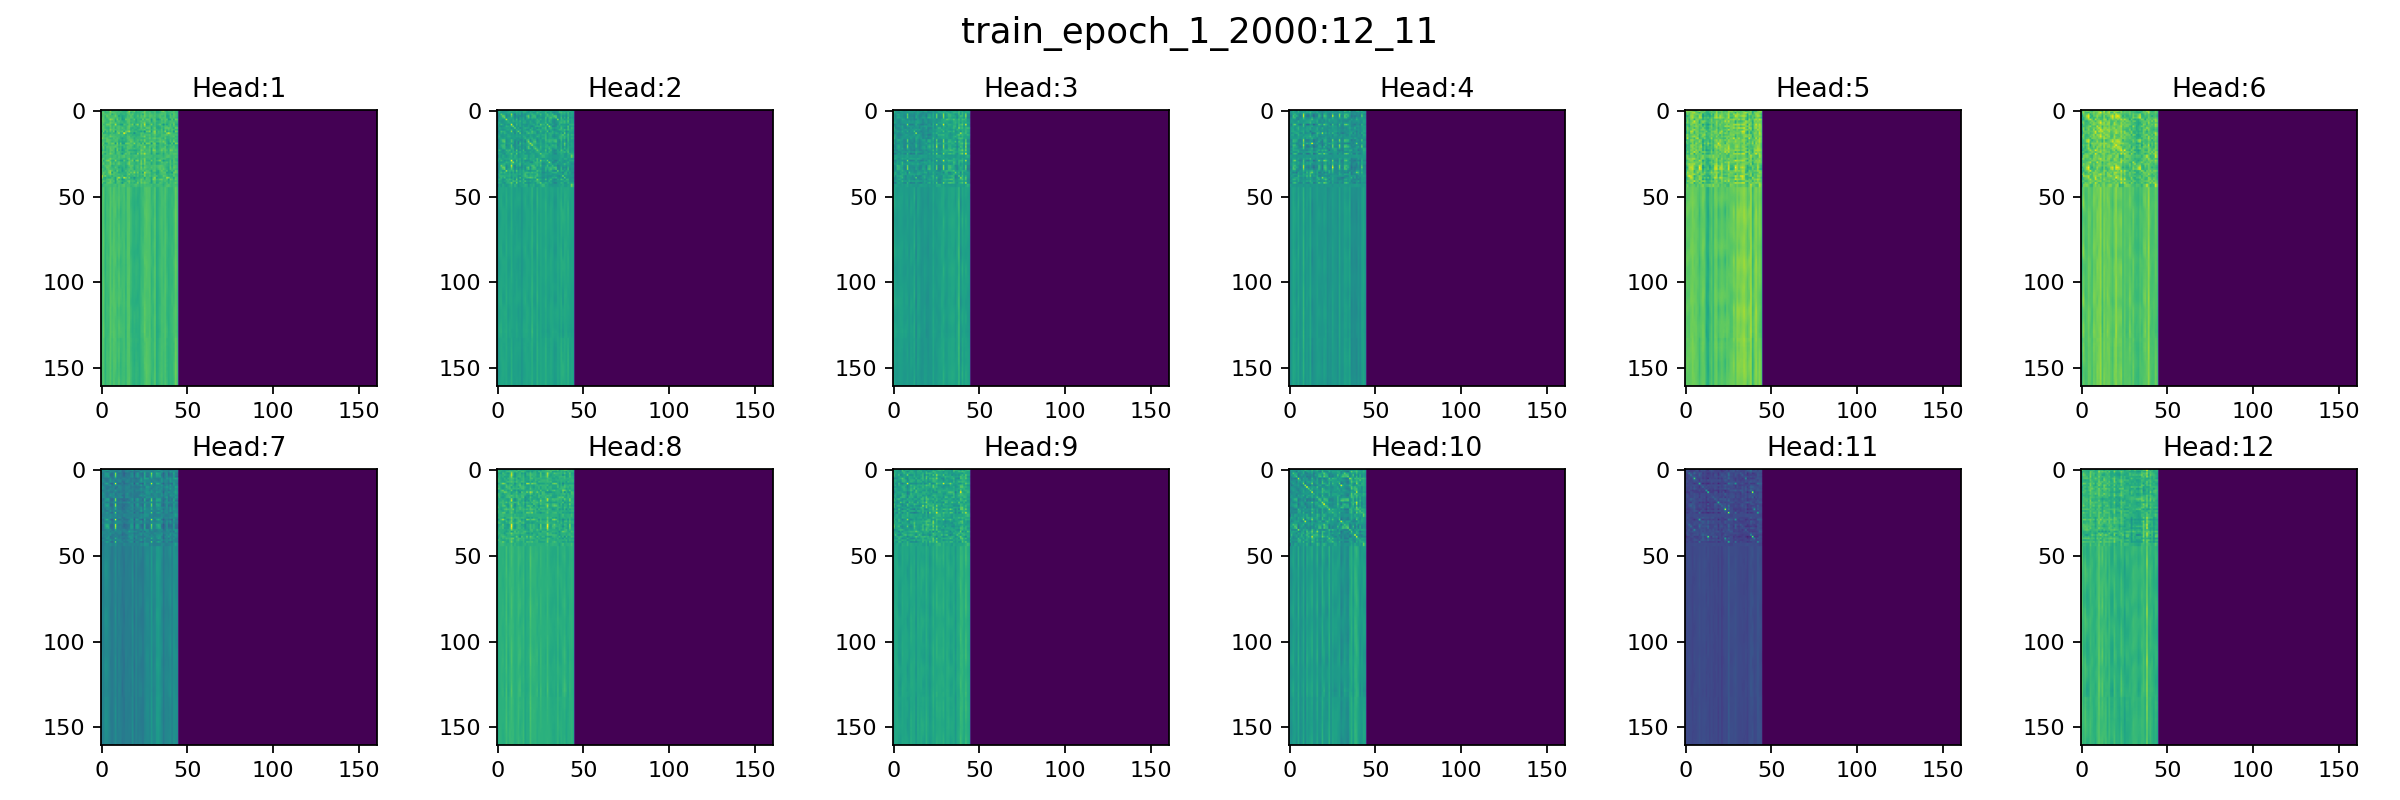 train_epoch_1_2000:12_11
Head:1 Head:2 Head:3 Head:4 Head:5 Head:6
0 0 0 0 0 0
50 50 50 50 50 50
100 100 100 100 100 100
150 150 150 150 150 150
0 50 100 150 0 50 100 150 0 50 100 150 0 50 100 150 0 50 100 150 0 50 100 150
Head:7 Head:8 Head:9 Head:10 Head:11 Head:12
0 0 0 0 0 0
50 50 50 50 50 50
100 100 100 100 100 100
150 150 150 150 150 150
0 50 100 150 0 50 100 150 0 50 100 150 0 50 100 150 0 50 100 150 0 50 100 150